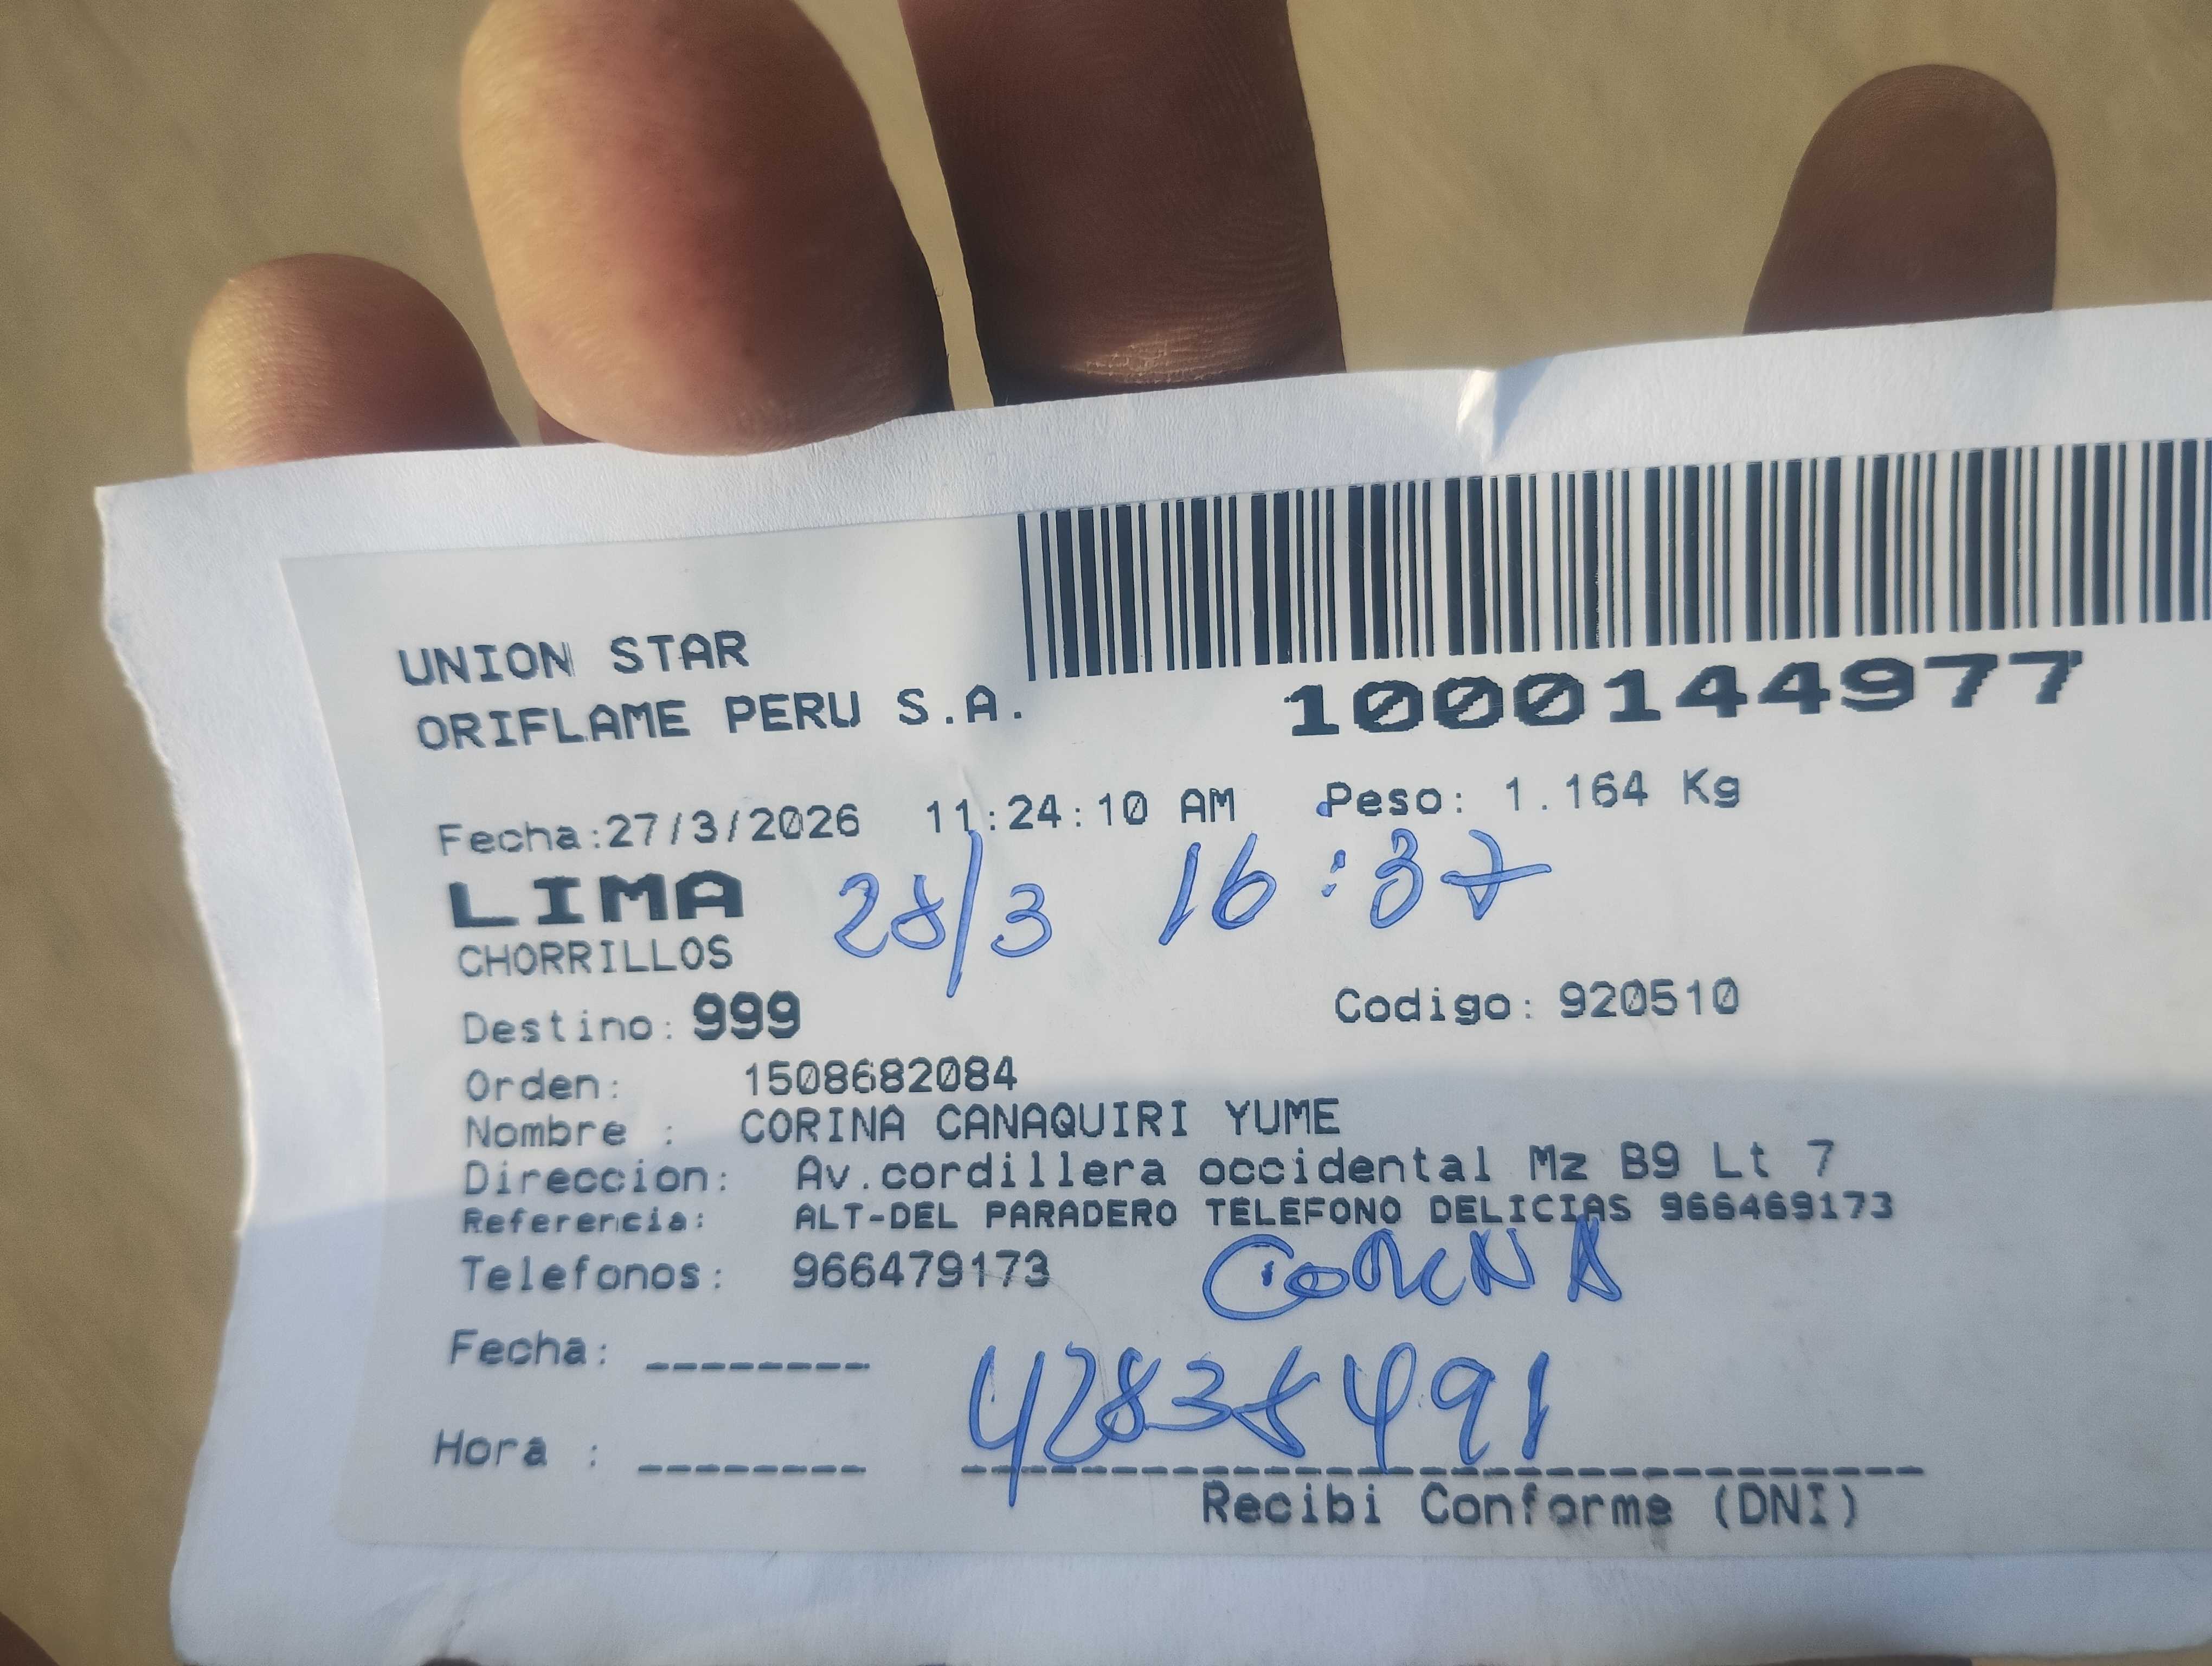 UNION STAR
ORIFLAME PERU S.A.
1000144977
Fecha:27/3/2026 11:24:10 AM Peso: 1.164 Kg
LIMA
28/3 16:37
CHORRILLOS
Destino: 999 Codigo: 920510
Orden: 1508682084
Nombre : CORINA CANAQUIRI YUME
Direccion: Av.cordillera occidental Mz B9 Lt 7
Referencia: ALT-DEL PARADERO TELEFONO DELICIAS 966469173
Telefonos: 966479173
CORINA
Fecha: --------
42838491
Hora : --------
Recibi Conforme (DNI)